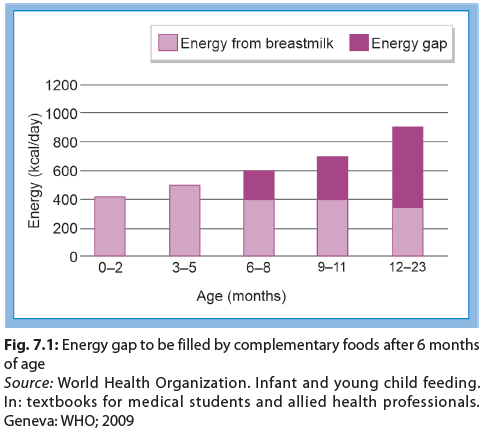 Energy from breastmilk Energy gap
1200
1000
800
600
400
200
0
Energy (kcal/day)
0–2 3–5 6–8 9–11 12–23
Age (months)
Fig. 7.1: Energy gap to be filled by complementary foods after 6 months
of age
Source: World Health Organization. Infant and young child feeding.
In: textbooks for medical students and allied health professionals.
Geneva: WHO; 2009